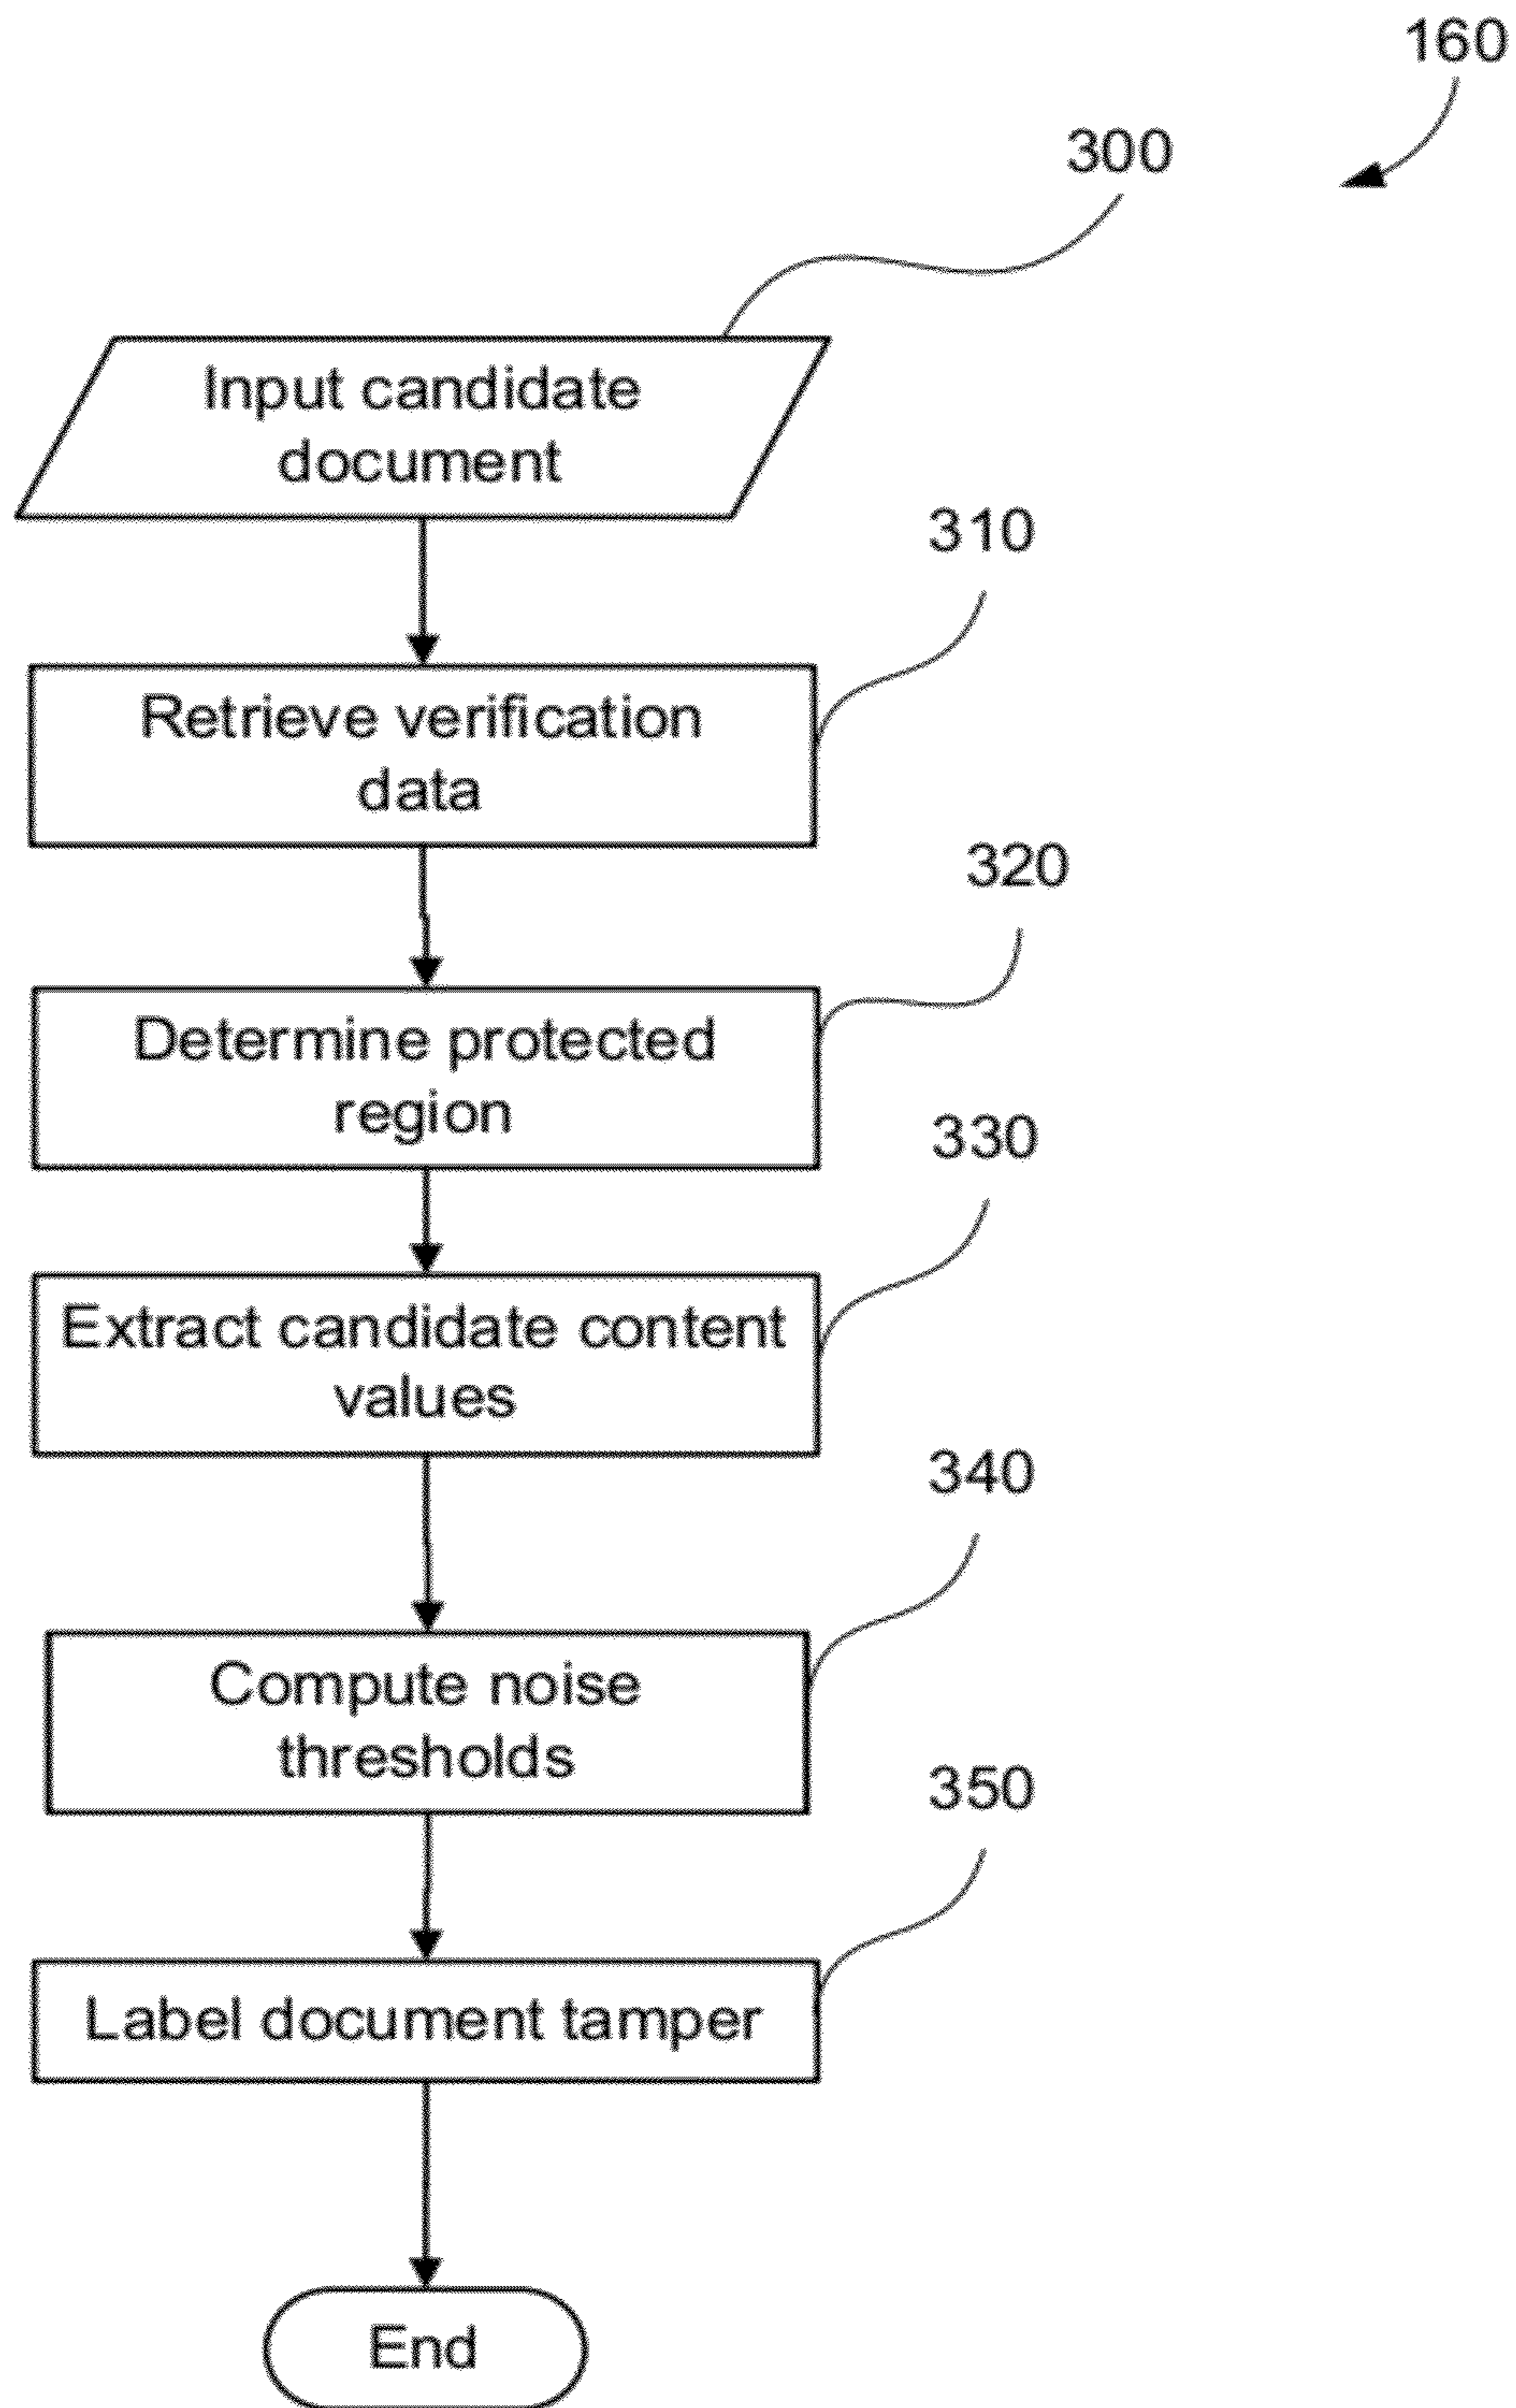 160
300
Input candidate
document
310
Retrieve verification
data
320
Determine protected
region
330
Extract candidate content
values
340
Compute noise
thresholds
350
Label document tamper
End